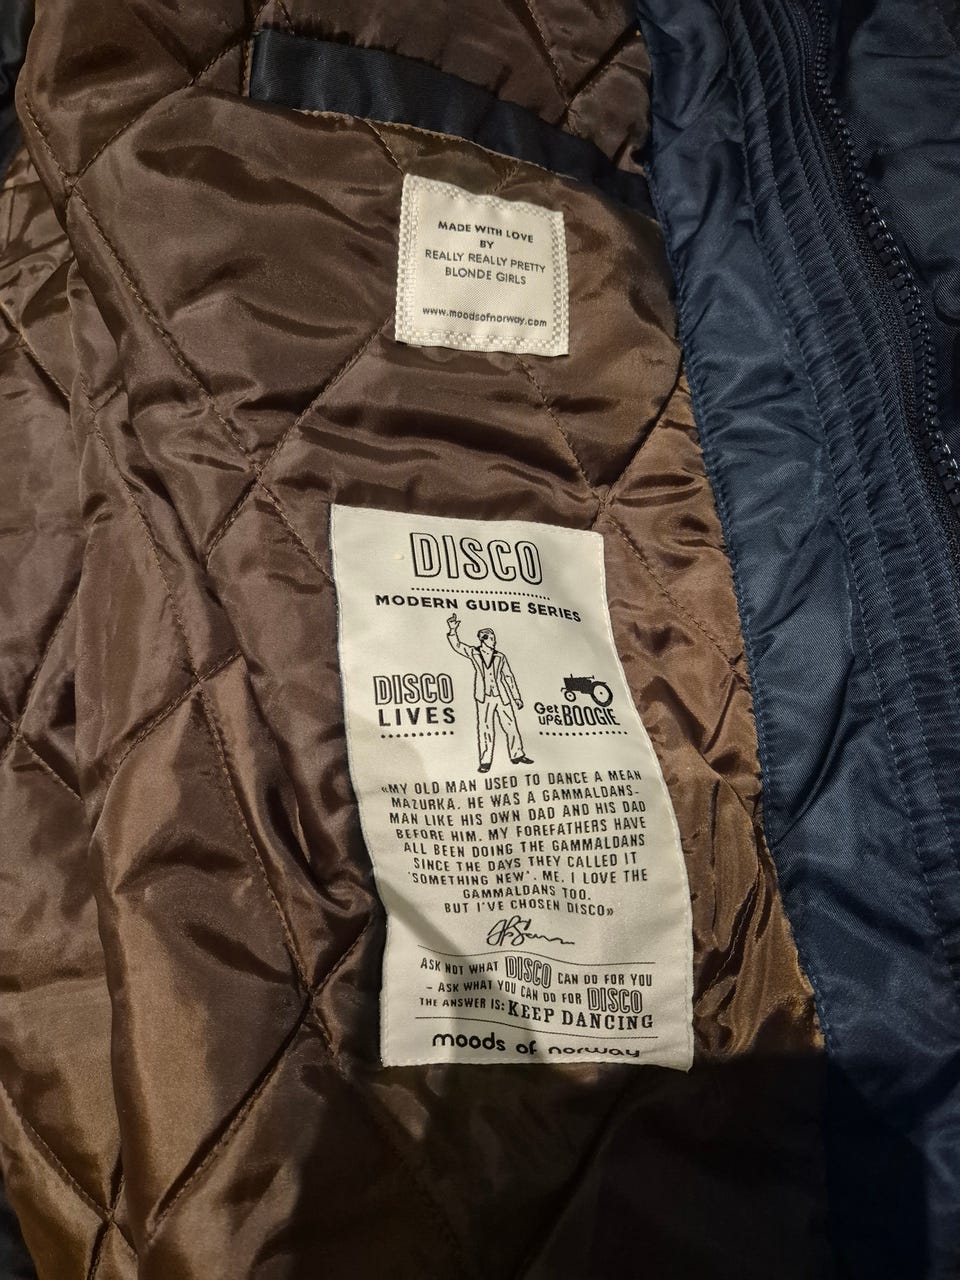 MADE WITH LOVE
BY
REALLY REALLY PRETTY
BLONDE GIRLS
www.moodsofnorway.com
DISCO
MODERN GUIDE SERIES
DISCO
LIVES
Get
UP& BOOGIE
«MY OLD MAN USED TO DANCE A MEAN
MAZURKA. HE WAS A GAMMALDANS-
MAN LIKE HIS OWN DAD AND HIS DAD
BEFORE HIM. MY FOREFATHERS HAVE
ALL BEEN DOING THE GAMMALDANS
SINCE THE DAYS THEY CALLED IT
'SOMETHING NEW'. ME, I LOVE THE
GAMMALDANS TOO.
BUT I'VE CHOSEN DISCO»
ASK NOT WHAT DISCO CAN DO FOR YOU
- ASK WHAT YOU CAN DO FOR DISCO
THE ANSWER IS: KEEP DANCING
moods of norway